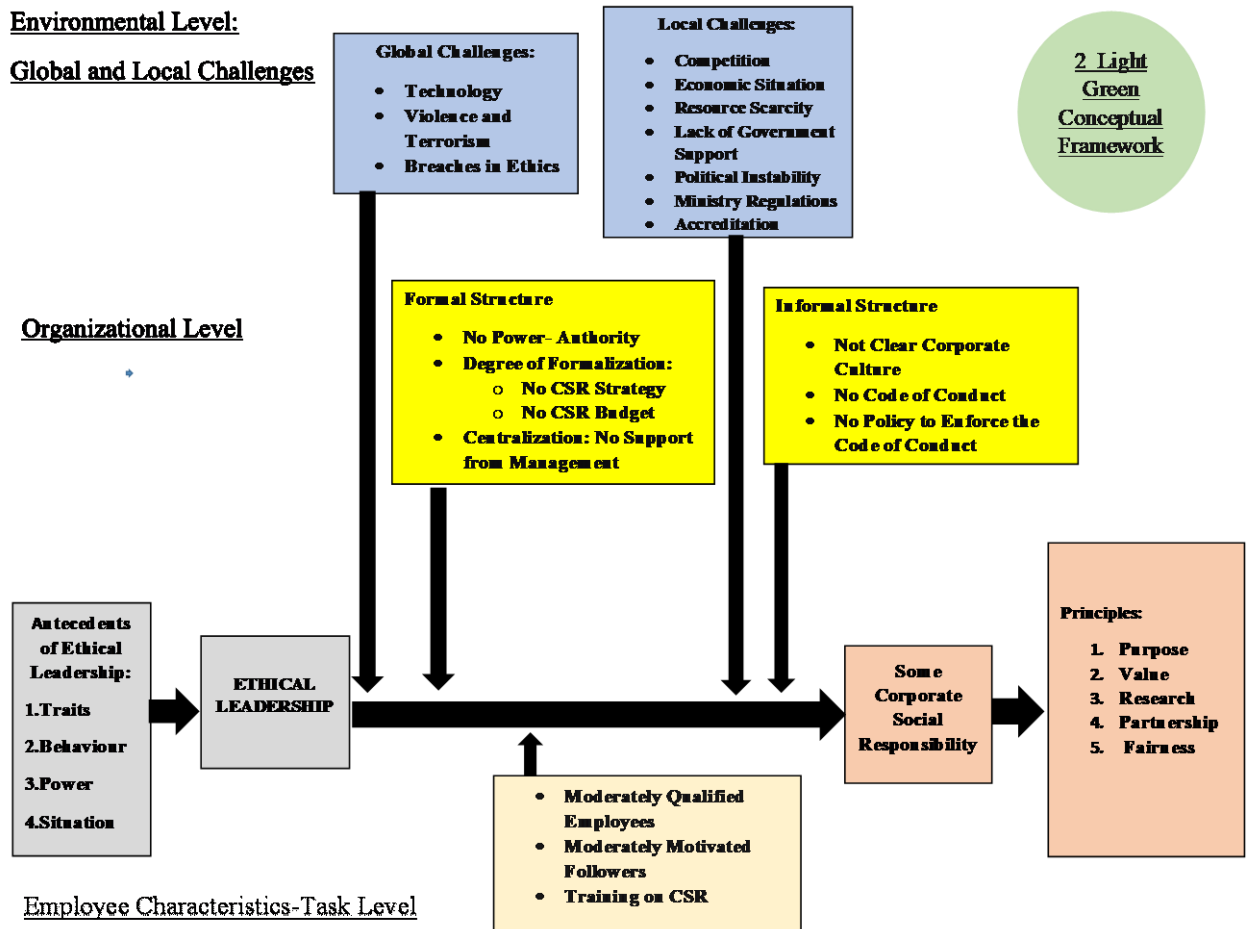 Environmental Level:
Global and Local Challenges
Global Challenges:
• Technology
• Violence and
Terrorism
• Breaches in Ethics
Local Challenges:
• Competition
• Economic Situation
• Resource Scarcity
• Lack of Government
Support
• Political Instability
• Ministry Regulations
• Accreditation
2 Light
Green
Conceptual
Framework
Organizational Level
Formal Structure
• No Power- Authority
• Degree of Formalization:
o No CSR Strategy
o No CSR Budget
• Centralization: No Support
from Management
Informal Structure
• Not Clear Corporate
Culture
• No Code of Conduct
• No Policy to Enforce the
Code of Conduct
Antecedents
of Ethical
Leadership:
1.Traits
2.Behaviour
3.Power
4.Situation
ETHICAL
LEADERSHIP
Some
Corporate
Social
Responsibility
Principles:
1. Purpose
2. Value
3. Research
4. Partnership
5. Fairness
• Moderately Qualified
Employees
• Moderately Motivated
Followers
• Training on CSR
Employee Characteristics-Task Level